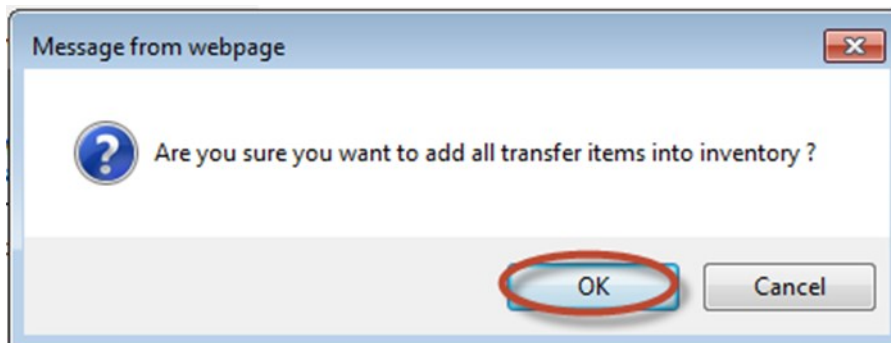 Message from webpage
Are you sure you want to add all transfer items into inventory ?
OK
Cancel